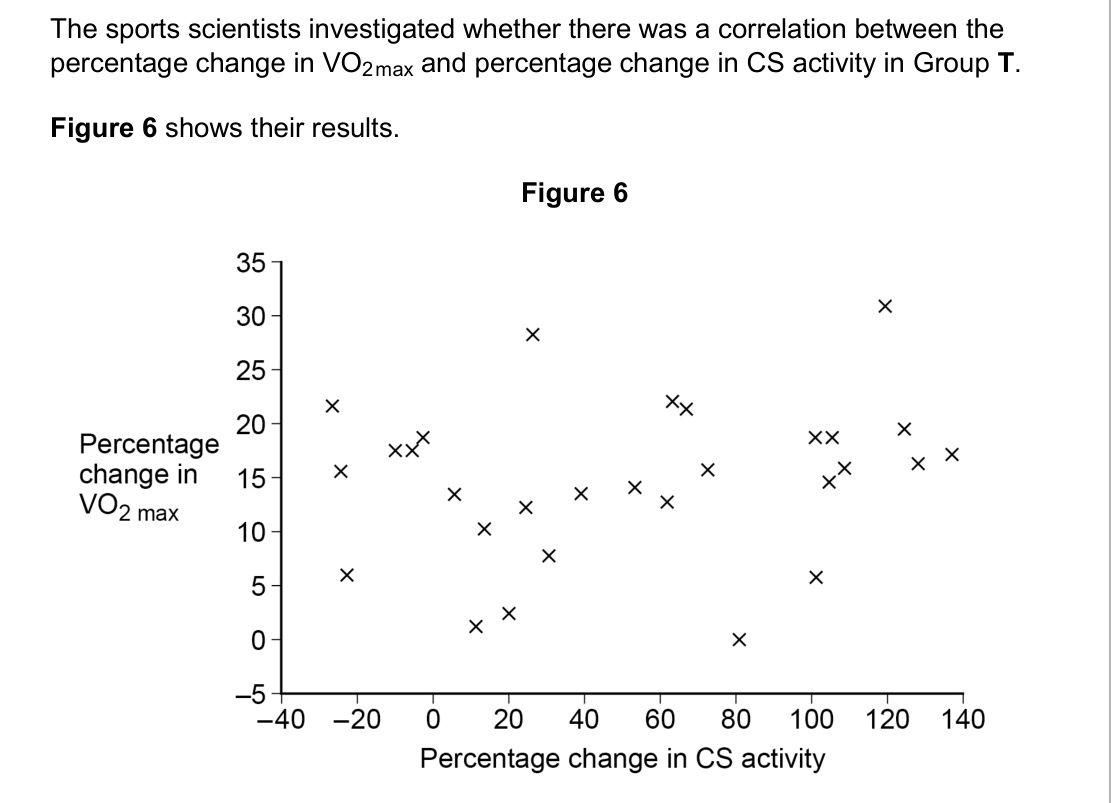 The sports scientists investigated whether there was a correlation between the
percentage change in VO2max and percentage change in CS activity in Group T.
Figure 6 shows their results.
Figure 6
35
30
25
20
15
10
5
0
–5
Percentage
change in
VO2 max
–40 –20 0 20 40 60 80 100 120 140
Percentage change in CS activity